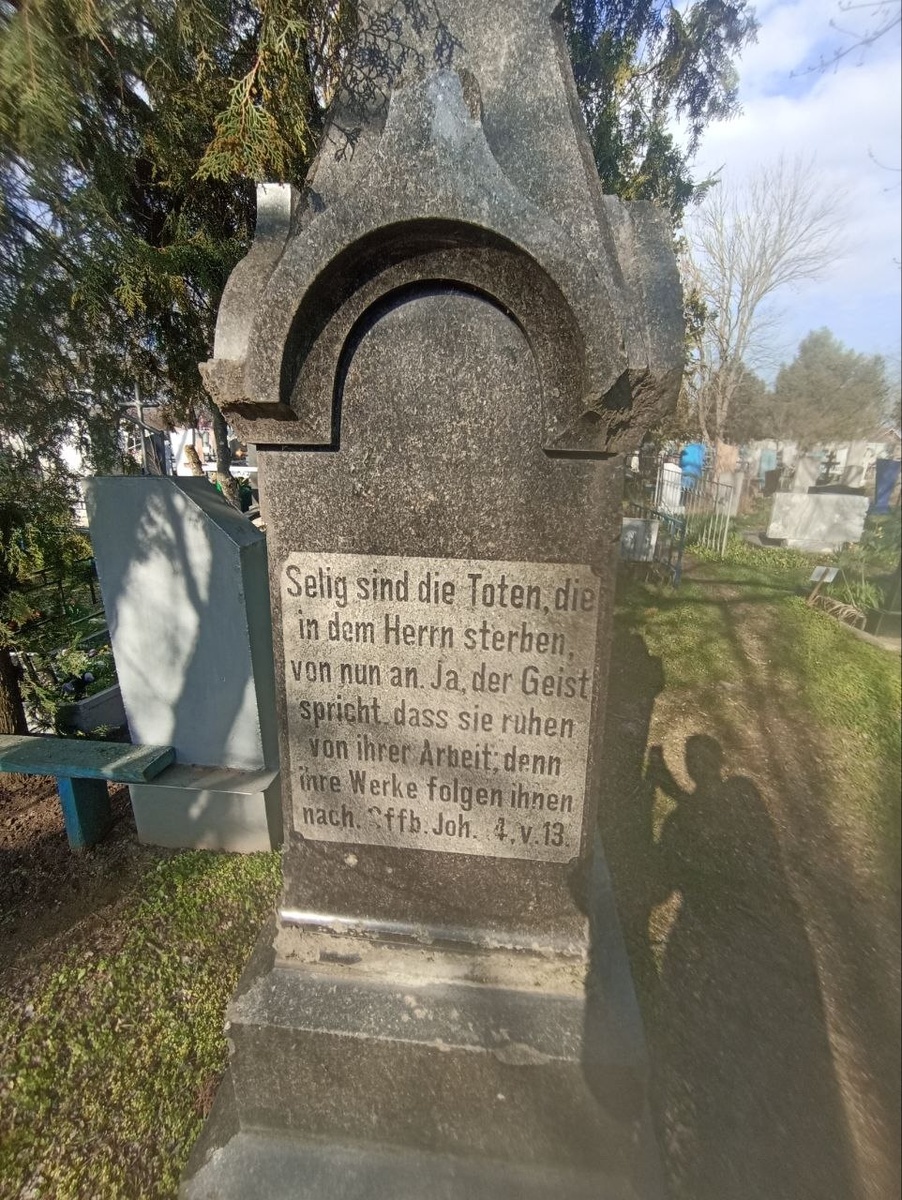 Selig sind die Toten, die
in dem Herrn sterben,
von nun an. Ja, der Geist
spricht, dass sie ruhen
von ihrer Arbeit; denn
ihre Werke folgen ihnen
nach. Offb. Joh. 4, v. 13.